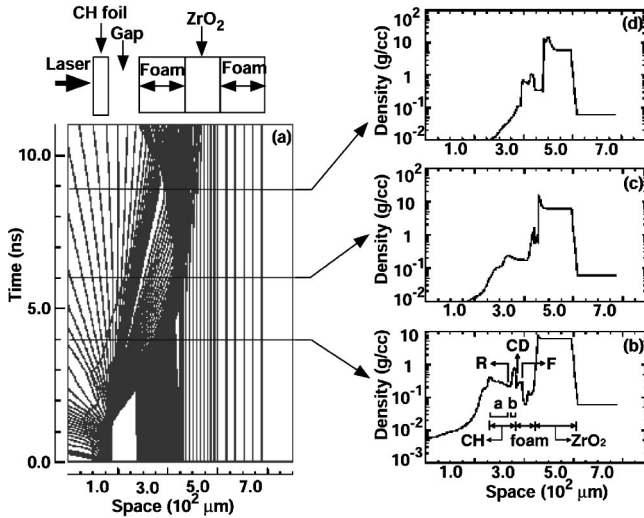 CH foil
Gap
ZrO₂
Laser
Foam
Foam
(a)
10.0
5.0
0.0
Time (ns)
1.0 3.0 5.0 7.0
Space (10² μm)
(d)
10²
10¹
1
10⁻¹
10⁻²
Density (g/cc)
1.0 3.0 5.0 7.0
(c)
10²
10¹
1
10⁻¹
10⁻²
Density (g/cc)
1.0 3.0 5.0 7.0
(b)
10¹
1
10⁻¹
10⁻²
10⁻³
Density (g/cc)
CD
R
F
a b
CH foam ZrO₂
1.0 3.0 5.0 7.0
Space (10² μm)